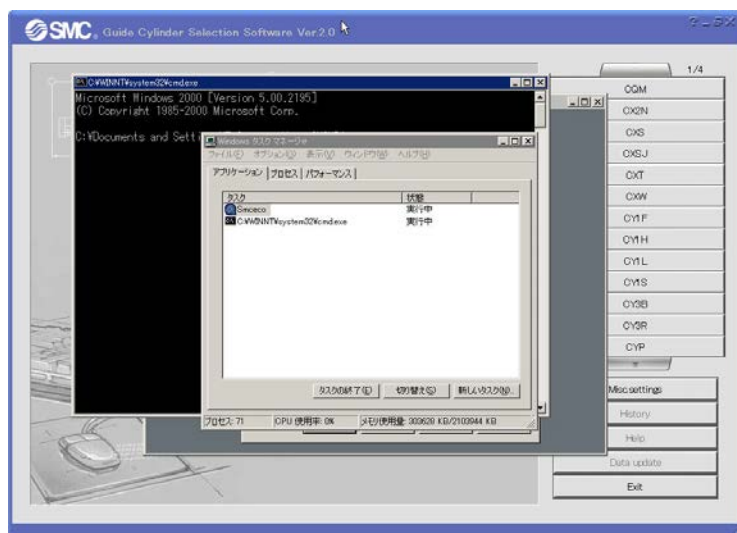 SMC. Guide Cylinder Selection Software Ver.2.0
1/4
CQM
CX2N
CXS
CXSJ
CXT
CXW
CY1F
CY1H
CY1L
CY1S
CY3B
CY3R
CYP
Misc.settings
History
Help
Data update
Exit
C:¥WINNT¥system32¥cmd.exe
Microsoft Windows 2000 [Version 5.00.2195]
(C) Copyright 1985-2000 Microsoft Corp.
C:¥Documents and Sett
Windows タスク マネージャ
ファイル(F) オプション(O) 表示(V) ウィンドウ(W) ヘルプ(H)
アプリケーション プロセス パフォーマンス
タスク 状態
Smceco 実行中
C:¥WINNT¥system32¥cmd.exe 実行中
タスクの終了(E) 切り替え(S) 新しいタスク(N)...
プロセス: 71 CPU 使用率: 0% メモリ使用量: 303628 KB/2103944 KB